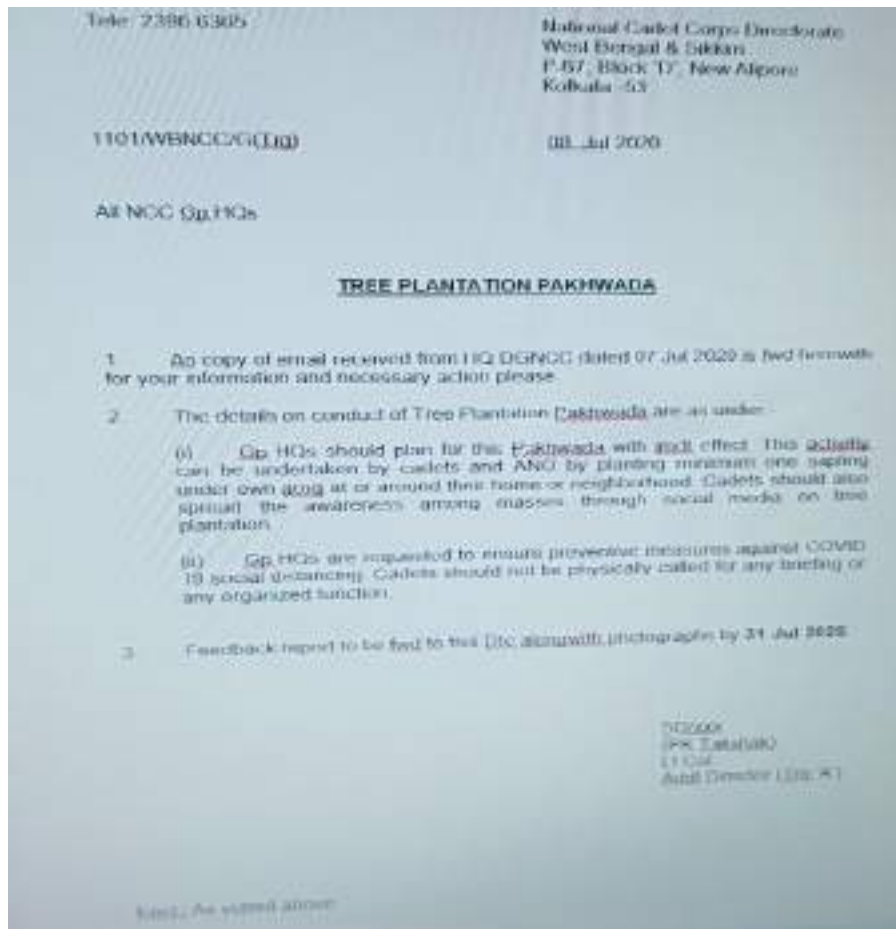 Tele: 2386 6365
National Cadet Corps Directorate
West Bengal & Sikkim
P-67, Block 'D', New Alipore
Kolkata -53
1101/WBNCC/G(Trg)
08 Jul 2020
All NCC Gp HQs
TREE PLANTATION PAKHWADA
1 Ao copy of email received from HQ DGNCC dated 07 Jul 2020 is fwd herewith
for your information and necessary action please
2 The details on conduct of Tree Plantation Pakhwada are as under
(i) Gp HQs should plan for this Pakhwada with effect. This
can be undertaken by cadets and ANO by planting minimum one sapling
under own at or around their home or neighborhood. Cadets should also
spread the awareness among masses through social media on tree
plantation
(ii) Gp HQs are requested to ensure preventive measures against COVID
19 social distancing. Cadets should not be physically called for any briefing or
any organized function.
3 Feedback report to be fwd to this Dte alongwith photographs by 31 Jul 2020
Lt Col
Addl Director